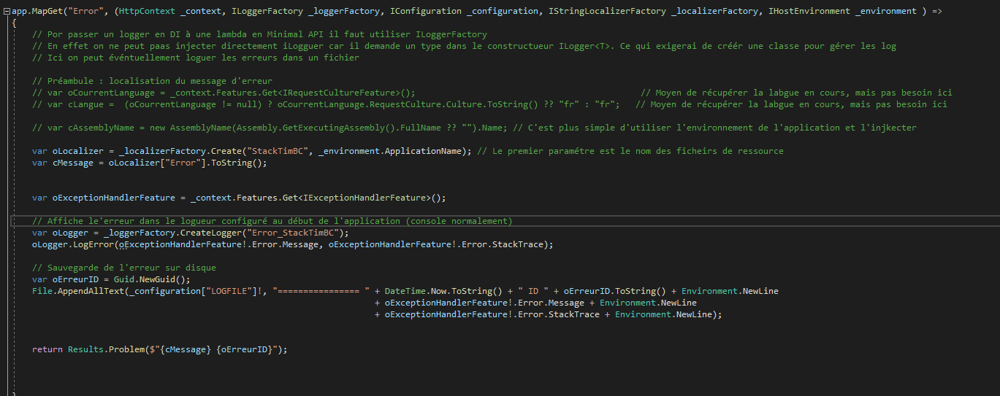 app.MapGet("Error", (HttpContext _context, ILoggerFactory _loggerFactory, IConfiguration _configuration, IStringLocalizerFactory _localizerFactory, IHostEnvironment _environment ) =>
{
// Por passer un logger en DI à une lambda en Minimal API il faut utiliser ILoggerFactory
// En effet on ne peut paas injecter directement iLogguer car il demande un type dans le constructueur ILogger<T>. Ce qui exigerai de créér une classe pour gérer les log
// Ici on peut événtuellement loguer les erreurs dans un fichier
// Préambule : localisation du message d'erreur
// var oCourrentLanguage = _context.Features.Get<IRequestCultureFeature>(); // Moyen de récupérer la labgue en cours, mais pas besoin ici
// var cLangue = (oCourrentLanguage != null) ? oCourrentLanguage.RequestCulture.Culture.ToString() ?? "fr" : "fr"; // Moyen de récupérer la labgue en cours, mais pas besoin ici
// var cAssemblyName = new AssemblyName(Assembly.GetExecutingAssembly().FullName ?? "").Name; // C'est plus simple d'utiliser l'environnement de l'application et l'injkecter
var oLocalizer = _localizerFactory.Create("StackTimBC", _environment.ApplicationName); // Le premier paramétre est le nom des ficheirs de ressource
var cMessage = oLocalizer["Error"].ToString();
var oExceptionHandlerFeature = _context.Features.Get<IExceptionHandlerFeature>();
// Affiche le'erreur dans le logueur configuré au début de l'application (console normalement)
var oLogger = _loggerFactory.CreateLogger("Error_StackTimBC");
oLogger.LogError(oExceptionHandlerFeature!.Error.Message, oExceptionHandlerFeature!.Error.StackTrace);
// Sauvegarde de l'erreur sur disque
var oErreurID = Guid.NewGuid();
File.AppendAllText(_configuration["LOGFILE"]!, "================ " + DateTime.Now.ToString() + " ID " + oErreurID.ToString() + Environment.NewLine
+ oExceptionHandlerFeature!.Error.Message + Environment.NewLine
+ oExceptionHandlerFeature!.Error.StackTrace + Environment.NewLine);
return Results.Problem($"{cMessage} {oErreurID}");